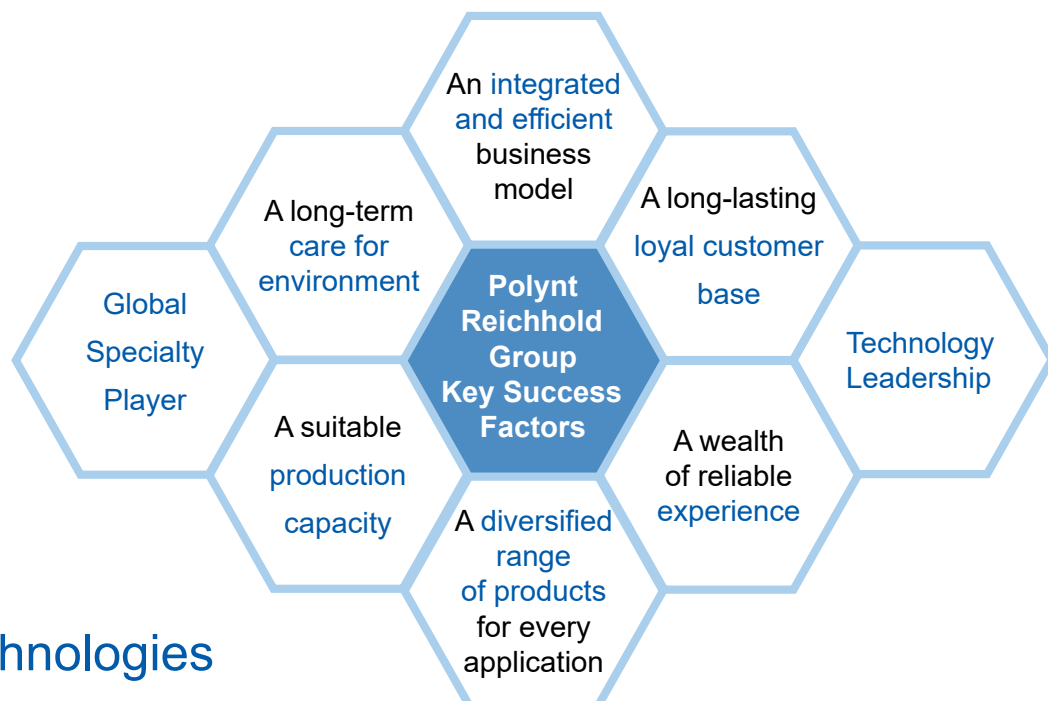 An integrated
and efficient
business
model
A long-term
care for
environment
A long-lasting
loyal customer
base
Global
Specialty
Player
Polynt
Reichhold
Group
Key Success
Factors
Technology
Leadership
A suitable
production
capacity
A wealth
of reliable
experience
A diversified
range
of products
for every
application
hnologies